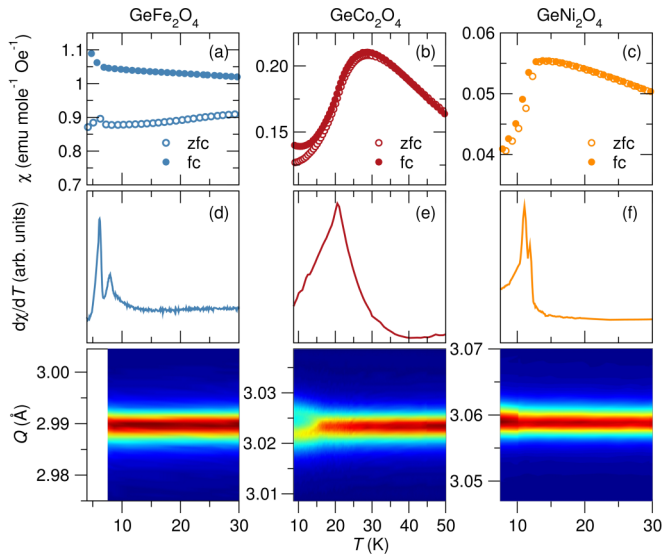 GeFe₂O₄ GeCo₂O₄ GeNi₂O₄
χ (emu mole⁻¹ Oe⁻¹)
1.1
1
0.9
0.8
0.7
(a)
zfc
fc
0.20
0.15
(b)
zfc
fc
0.06
0.05
0.04
(c)
zfc
fc
dχ/dT (arb. units)
(d)
(e)
(f)
Q (Å)
3.00
2.99
2.98
3.03
3.02
3.01
3.07
3.06
3.05
10 20 30
10 20 30 40 50
10 20 30
T (K)